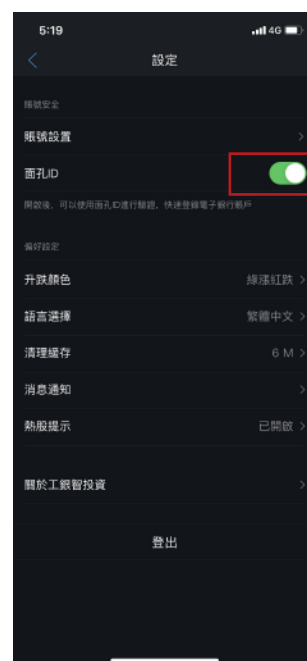 5:19
4G
設定
賬號安全
賬號設置
面孔ID
開啟後，可以使用面孔ID進行驗證，快速登錄電子銀行賬戶
偏好設定
升跌顏色
綠漲紅跌
語言選擇
繁體中文
清理緩存
6 M
消息通知
熱股提示
已開啟
關於工銀智投資
登出